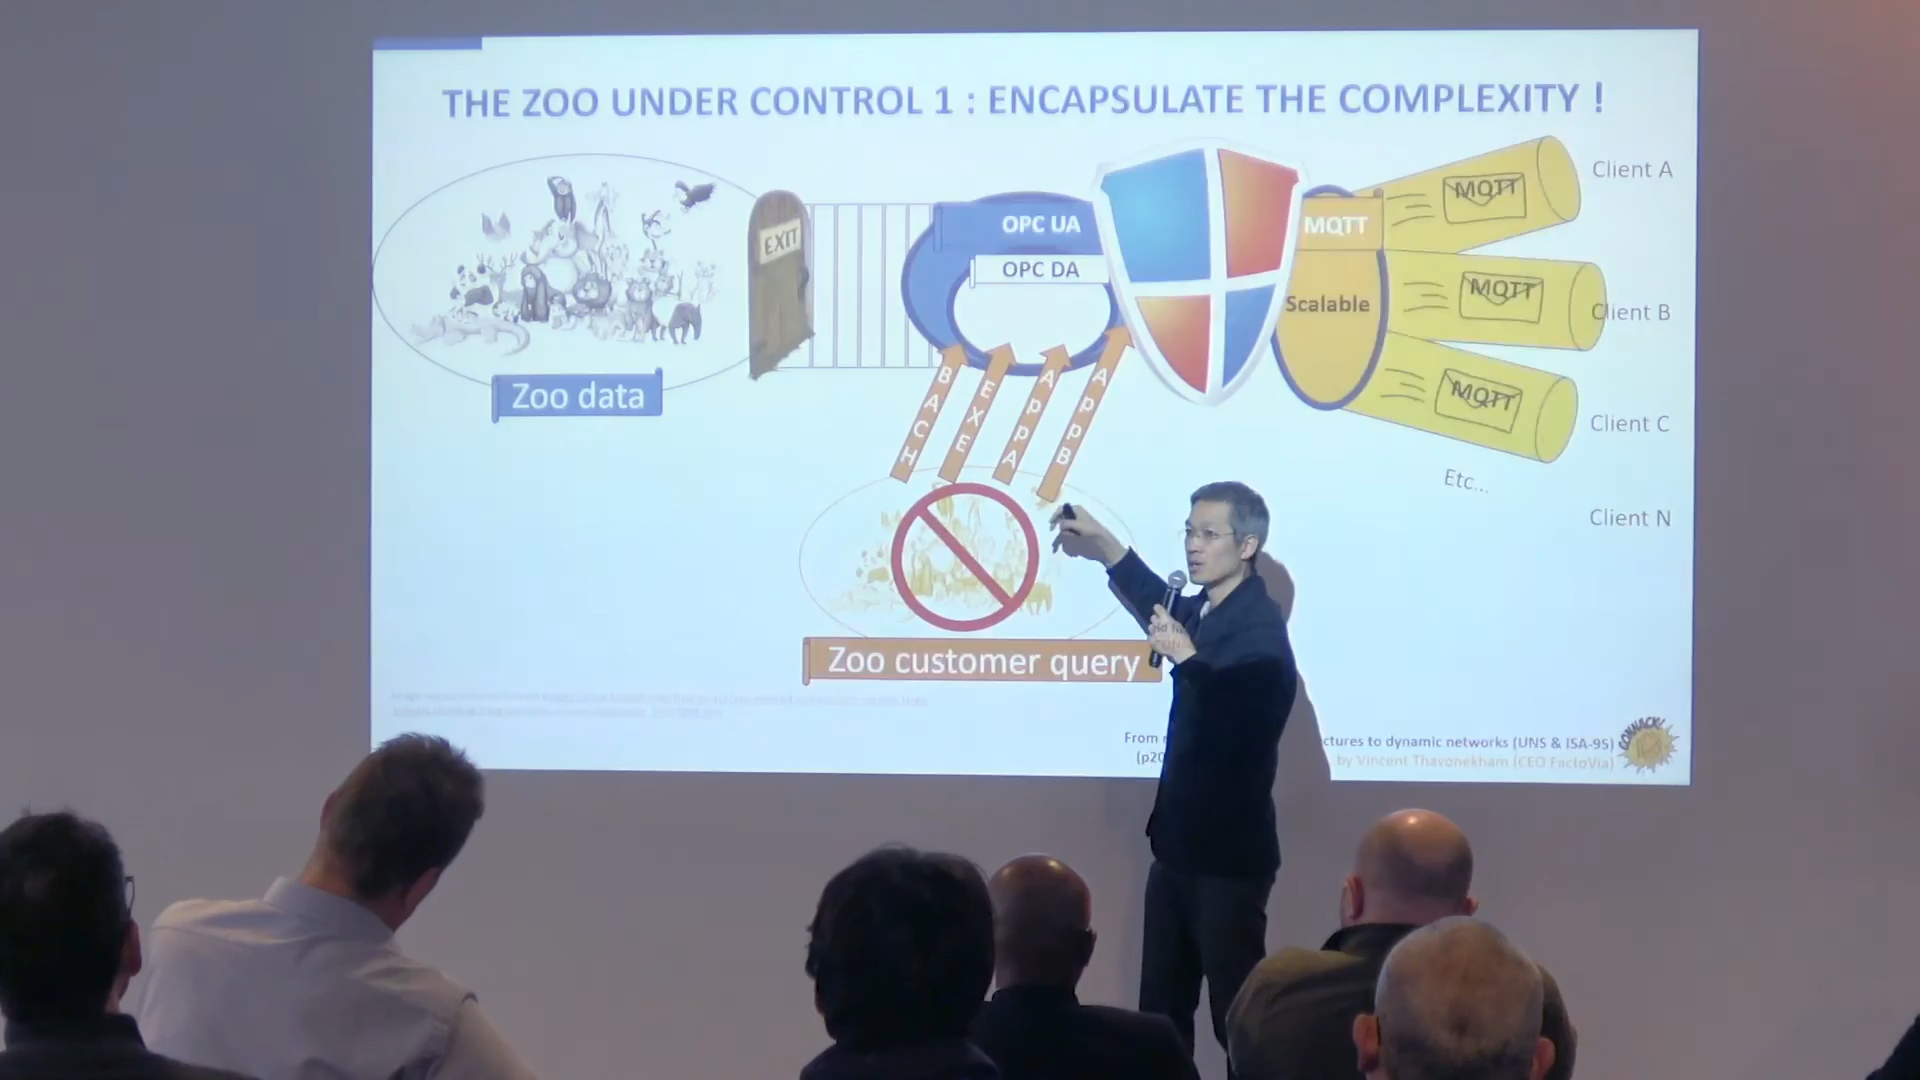 THE ZOO UNDER CONTROL 1 : ENCAPSULATE THE COMPLEXITY !
EXIT
Zoo data
OPC UA
OPC DA
MQTT
Scalable
MQTT
Client A
MQTT
Client B
MQTT
Client C
Etc...
Client N
BACH
EXE
AppA
AppB
Zoo customer query
From
ctures to dynamic networks (UNS & ISA-95)
(p20
by Vincent Thavonekham (CEO FactoVia)
CONNACK!